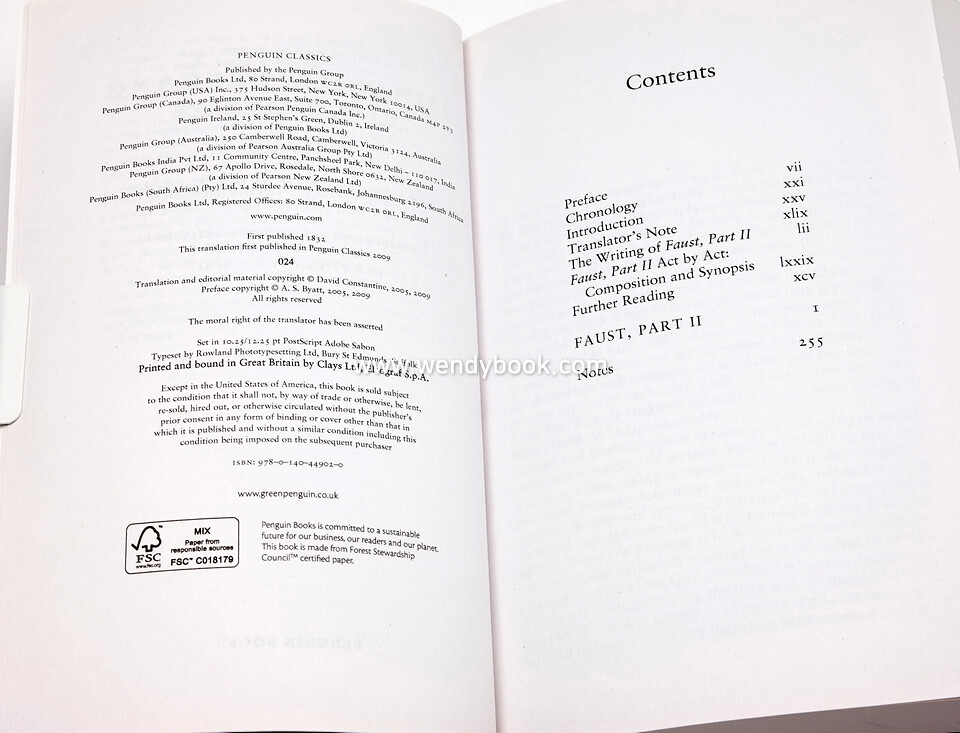 PENGUIN CLASSICS
Published by the Penguin Group
Penguin Books Ltd, 80 Strand, London WC2R 0RL, England
Penguin Group (USA) Inc., 375 Hudson Street, New York, New York 10014, USA
Penguin Group (Canada), 90 Eglinton Avenue East, Suite 700, Toronto, Ontario, Canada M4P 2Y3
(a division of Pearson Penguin Canada Inc.)
Penguin Ireland, 25 St Stephen's Green, Dublin 2, Ireland
(a division of Penguin Books Ltd)
Penguin Group (Australia), 250 Camberwell Road, Camberwell, Victoria 3124, Australia
(a division of Pearson Australia Group Pty Ltd)
Penguin Books India Pvt Ltd, 11 Community Centre, Panchsheel Park, New Delhi – 110 017, India
Penguin Group (NZ), 67 Apollo Drive, Rosedale, North Shore 0632, New Zealand
(a division of Pearson New Zealand Ltd)
Penguin Books (South Africa) (Pty) Ltd, 24 Sturdee Avenue, Rosebank, Johannesburg 2196, South Africa
Penguin Books Ltd, Registered Offices: 80 Strand, London WC2R 0RL, England
www.penguin.com
First published 1832
This translation first published in Penguin Classics 2009
024
Translation and editorial material copyright © David Constantine, 2005, 2009
Preface copyright © A. S. Byatt, 2005, 2009
All rights reserved
The moral right of the translator has been asserted
Set in 10.25/12.25 pt PostScript Adobe Sabon
Typeset by Rowland Phototypesetting Ltd, Bury St Edmunds, Suffolk
Printed and bound in Great Britain by Clays Ltd, Elcograf S.p.A.
Except in the United States of America, this book is sold subject
to the condition that it shall not, by way of trade or otherwise, be lent,
re-sold, hired out, or otherwise circulated without the publisher's
prior consent in any form of binding or cover other than that in
which it is published and without a similar condition including this
condition being imposed on the subsequent purchaser
ISBN: 978-0-140-44902-0
www.greenpenguin.co.uk
FSC
www.fsc.org
MIX
Paper from
responsible sources
FSC™ C018179
Penguin Books is committed to a sustainable
future for our business, our readers and our planet.
This book is made from Forest Stewardship
Council™ certified paper.
Contents
Preface vii
Chronology xxi
Introduction xxv
Translator's Note xlix
The Writing of Faust, Part II lii
Faust, Part II Act by Act:
Composition and Synopsis lxxix
Further Reading xcv
FAUST, PART II 1
Notes 255
www.wendybook.com